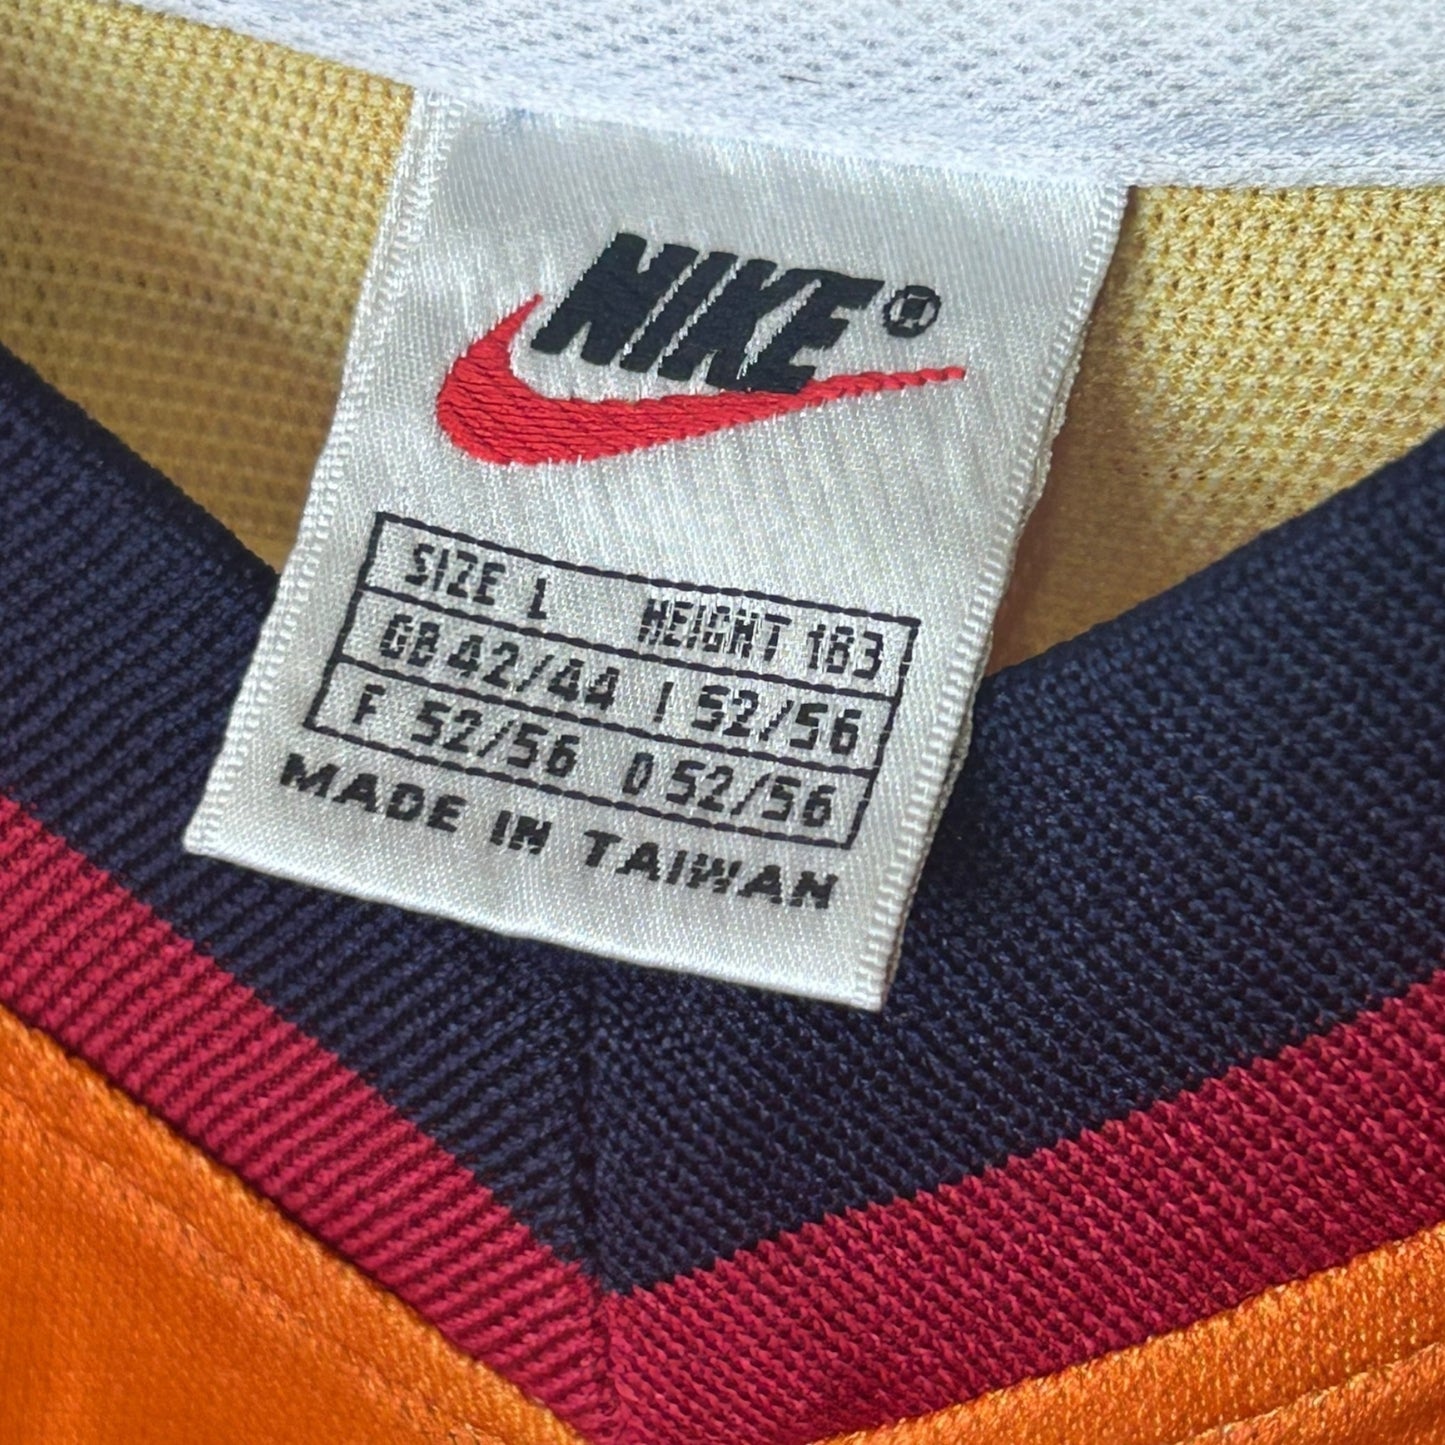 NIKE®
SIZE L HEIGHT 183
GB 42/44 I 52/56
F 52/56 D 52/56
MADE IN TAIWAN